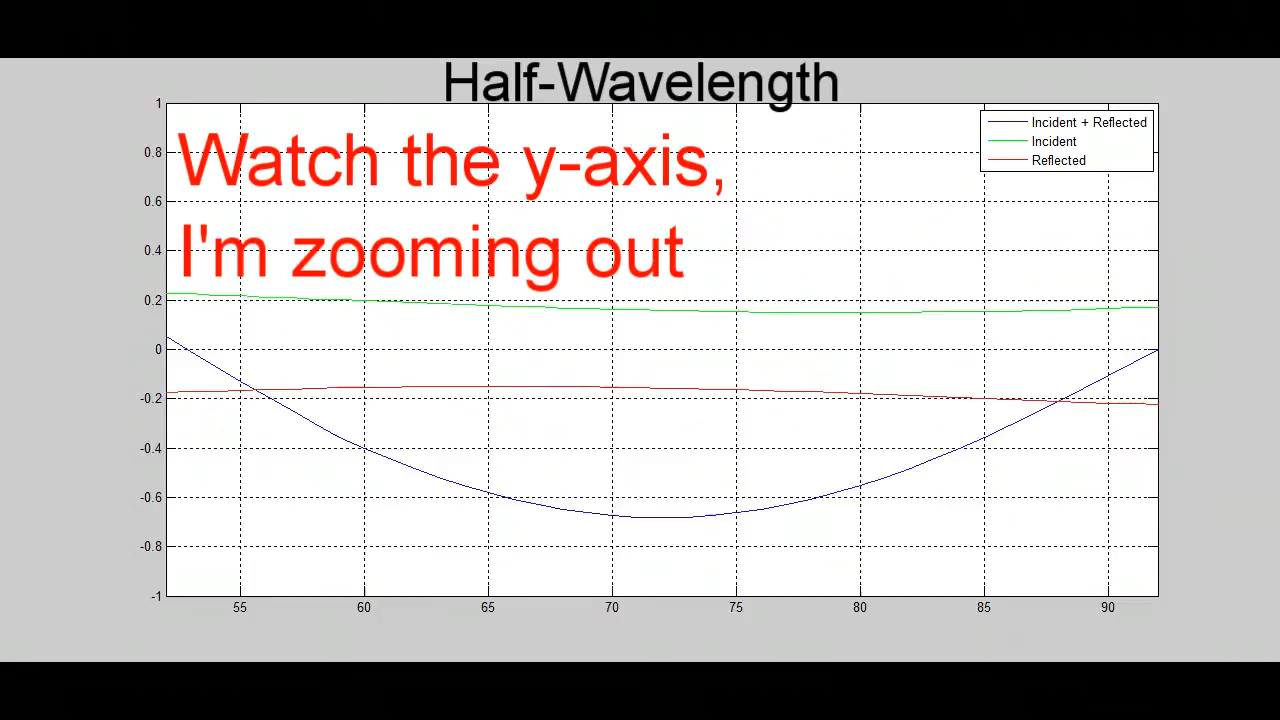 Half-Wavelength
Watch the y-axis,
I'm zooming out
Incident + Reflected
Incident
Reflected
1
0.8
0.6
0.4
0.2
0
-0.2
-0.4
-0.6
-0.8
-1
55 60 65 70 75 80 85 90